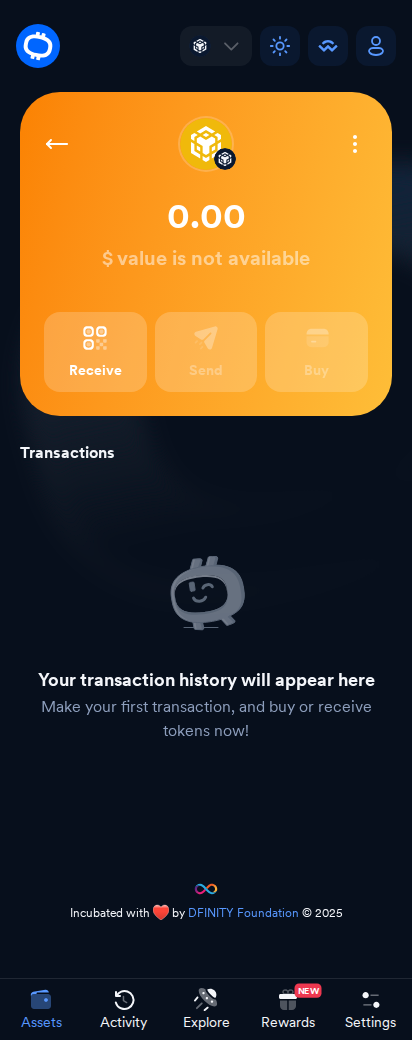 0.00
$ value is not available
Receive
Send
Buy
Transactions
Your transaction history will appear here
Make your first transaction, and buy or receive
tokens now!
Incubated with ❤️ by DFINITY Foundation © 2025
NEW
Assets
Activity
Explore
Rewards
Settings